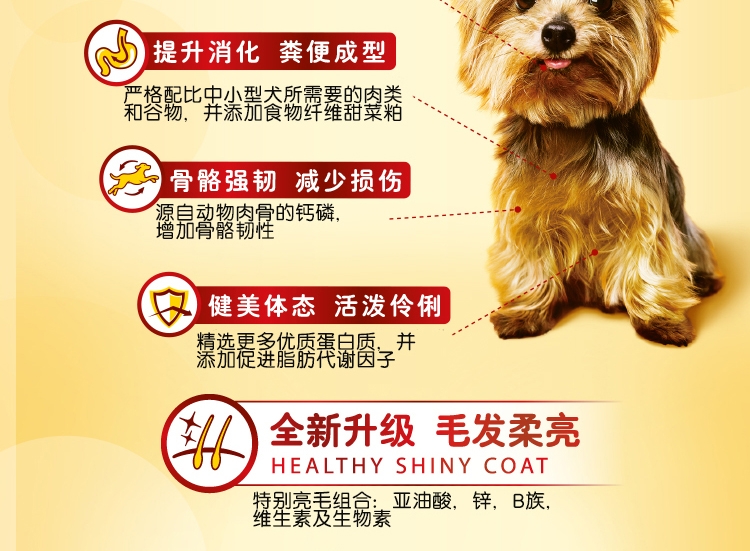 提升消化 粪便成型
严格配比中小型犬所需要的肉类
和谷物，并添加食物纤维甜菜粕
骨骼强韧 减少损伤
源自动物肉骨的钙磷，
增加骨骼韧性
健美体态 活泼伶俐
精选更多优质蛋白质，并
添加促进脂肪代谢因子
全新升级 毛发柔亮
HEALTHY SHINY COAT
特别亮毛组合：亚油酸，锌，B族，
维生素及生物素